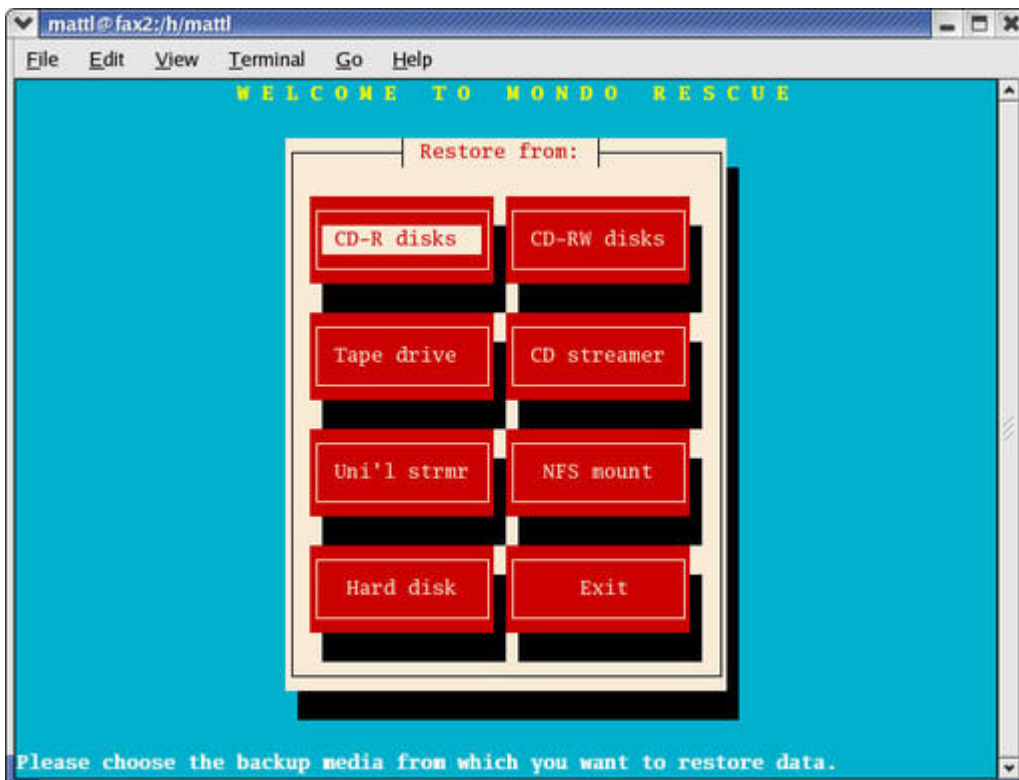 mattl@fax2:/h/mattl
File Edit View Terminal Go Help
WELCOME TO MONDO RESCUE
Restore from:
CD-R disks CD-RW disks
Tape drive CD streamer
Uni'l strmr NFS mount
Hard disk Exit
Please choose the backup media from which you want to restore data.